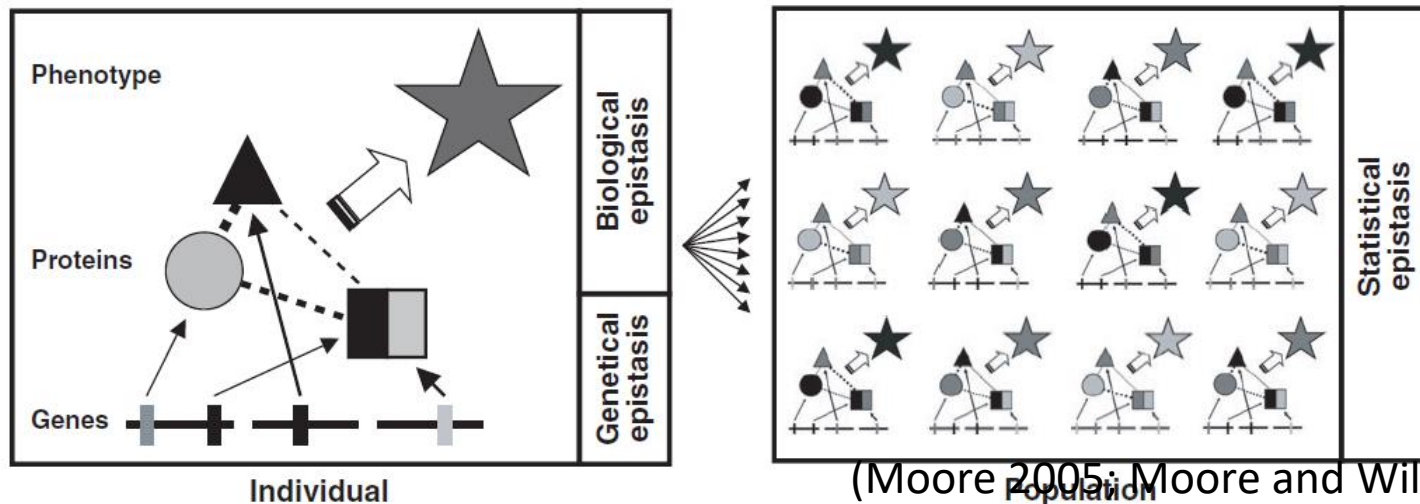 Phenotype
Proteins
Genes
Biological
epistasis
Genetical
epistasis
Individual
Statistical
epistasis
Population
(Moore 2005; Moore and Wil